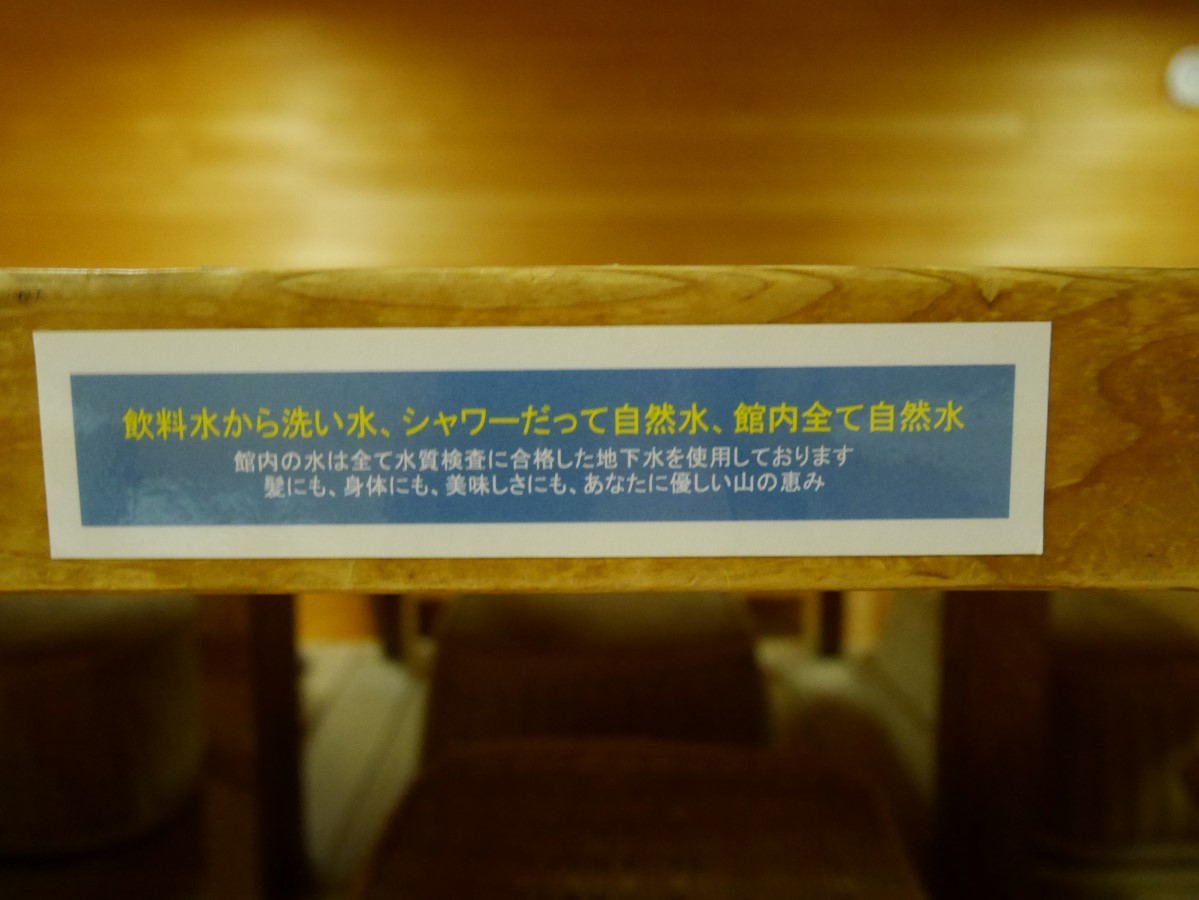 飲料水から洗い水、シャワーだって自然水、館内全て自然水
館内の水は全て水質検査に合格した地下水を使用しております
髪にも、身体にも、美味しさにも、あなたに優しい山の恵み